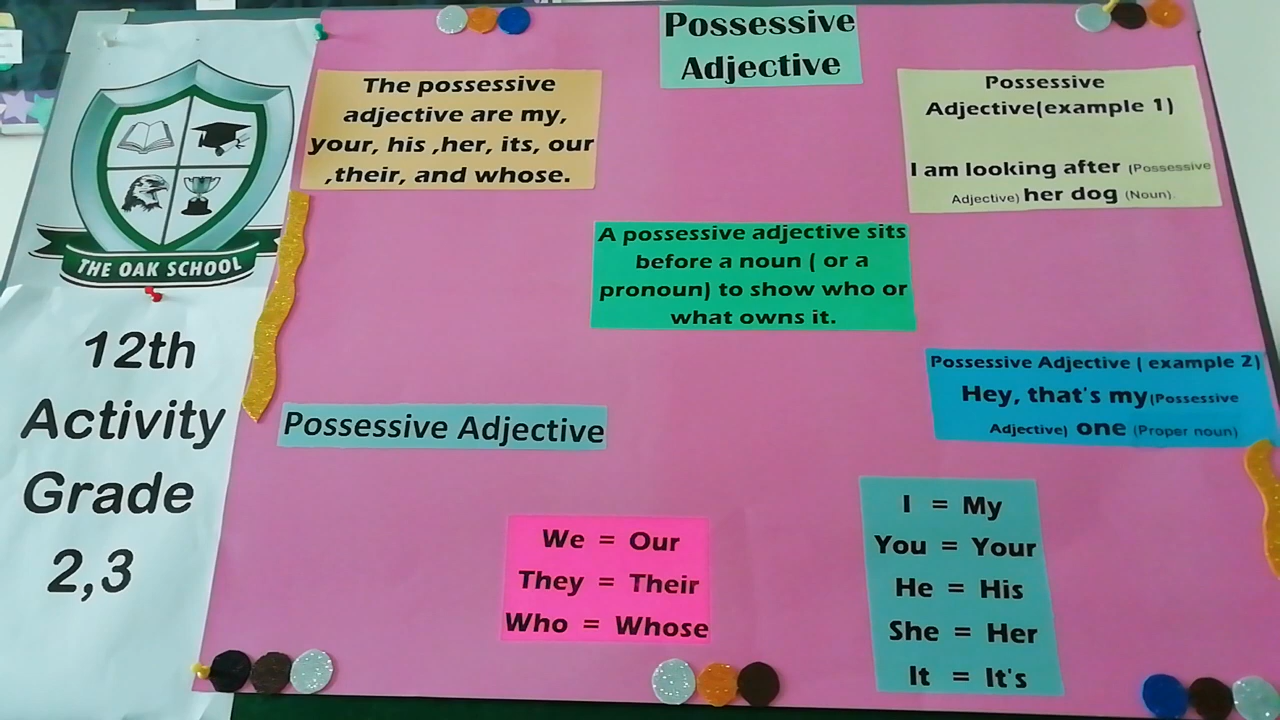 THE OAK SCHOOL
12th
Activity
Grade
2,3
Possessive
Adjective
The possessive
adjective are my,
your, his ,her, its, our
,their, and whose.
Possessive
Adjective(example 1)
I am looking after (Possessive
Adjective) her dog (Noun).
A possessive adjective sits
before a noun ( or a
pronoun) to show who or
what owns it.
Possessive Adjective ( example 2)
Hey, that's my(Possessive
Adjective) one (Proper noun)
Possessive Adjective
We = Our
They = Their
Who = Whose
I = My
You = Your
He = His
She = Her
It = It's